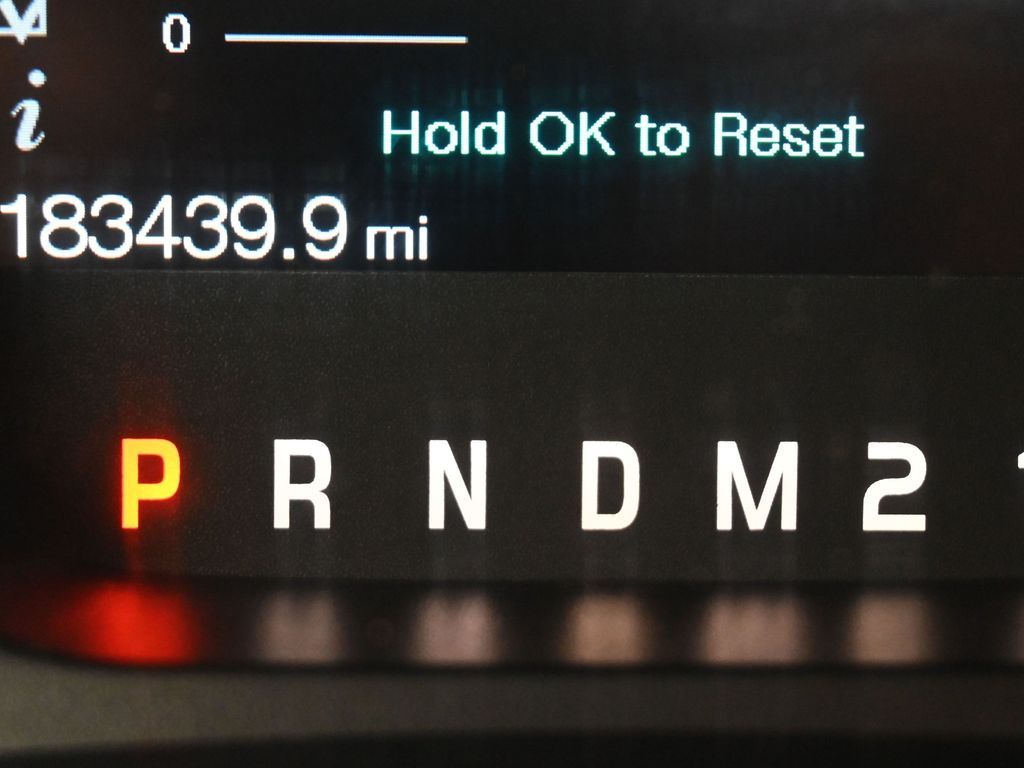 0
i
Hold OK to Reset
183439.9 mi
P R N D M 2